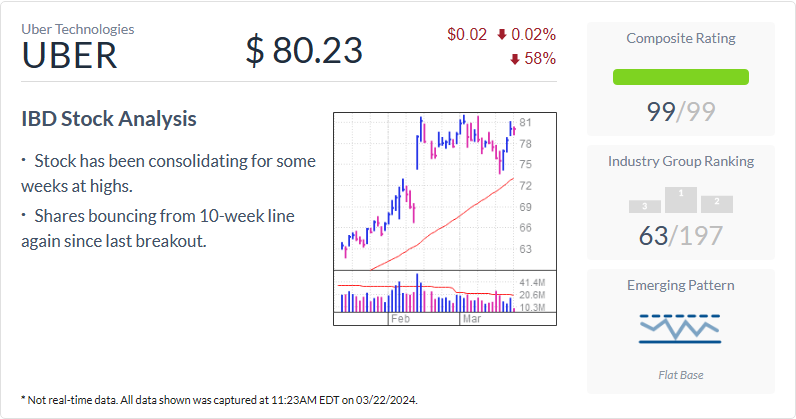 Uber Technologies
UBER
$ 80.23
$0.02 0.02%
58%
IBD Stock Analysis
· Stock has been consolidating for some
weeks at highs.
· Shares bouncing from 10-week line
again since last breakout.
81
78
75
72
69
66
63
41.4M
20.6M
10.3M
Feb Mar
Composite Rating
99/99
Industry Group Ranking
3 1 2
63/197
Emerging Pattern
Flat Base
* Not real-time data. All data shown was captured at 11:23AM EDT on 03/22/2024.